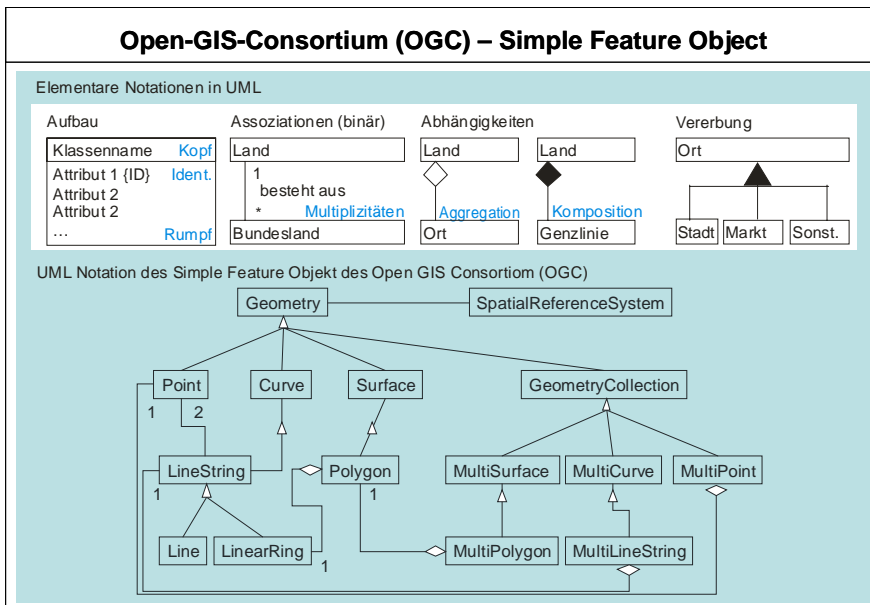 Open-GIS-Consortium (OGC) – Simple Feature Object
Elementare Notationen in UML
Aufbau
Klassenname Kopf
Attribut 1 {ID} Ident.
Attribut 2
Attribut 2
... Rumpf
Assoziationen (binär)
Land
1
besteht aus
* Multiplizitäten
Bundesland
Abhängigkeiten
Land
Aggregation
Ort
Land
Komposition
Genzlinie
Vererbung
Ort
Stadt Markt Sonst.
UML Notation des Simple Feature Objekt des Open GIS Consortiom (OGC)
Geometry SpatialReferenceSystem
Point Curve Surface GeometryCollection
1 2
LineString Polygon MultiSurface MultiCurve MultiPoint
1 1
Line LinearRing 1 MultiPolygon MultiLineString